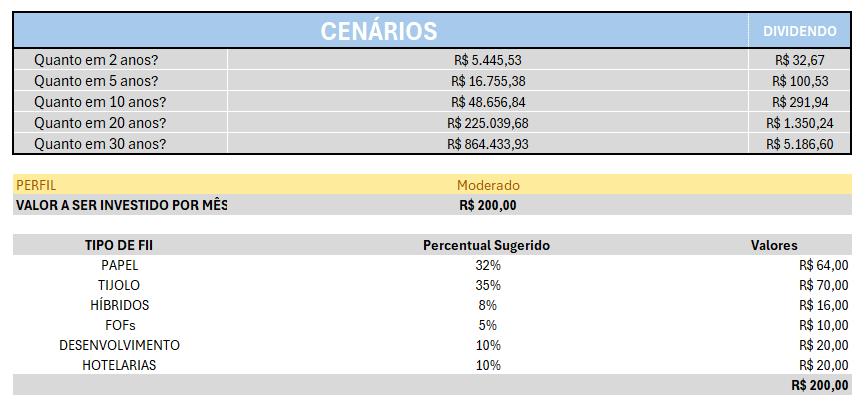 CENÁRIOS DIVIDENDO
Quanto em 2 anos? R$ 5.445,53 R$ 32,67
Quanto em 5 anos? R$ 16.755,38 R$ 100,53
Quanto em 10 anos? R$ 48.656,84 R$ 291,94
Quanto em 20 anos? R$ 225.039,68 R$ 1.350,24
Quanto em 30 anos? R$ 864.433,93 R$ 5.186,60
PERFIL Moderado
VALOR A SER INVESTIDO POR MÊS R$ 200,00
TIPO DE FII Percentual Sugerido Valores
PAPEL 32% R$ 64,00
TIJOLO 35% R$ 70,00
HÍBRIDOS 8% R$ 16,00
FOFs 5% R$ 10,00
DESENVOLVIMENTO 10% R$ 20,00
HOTELARIAS 10% R$ 20,00
R$ 200,00